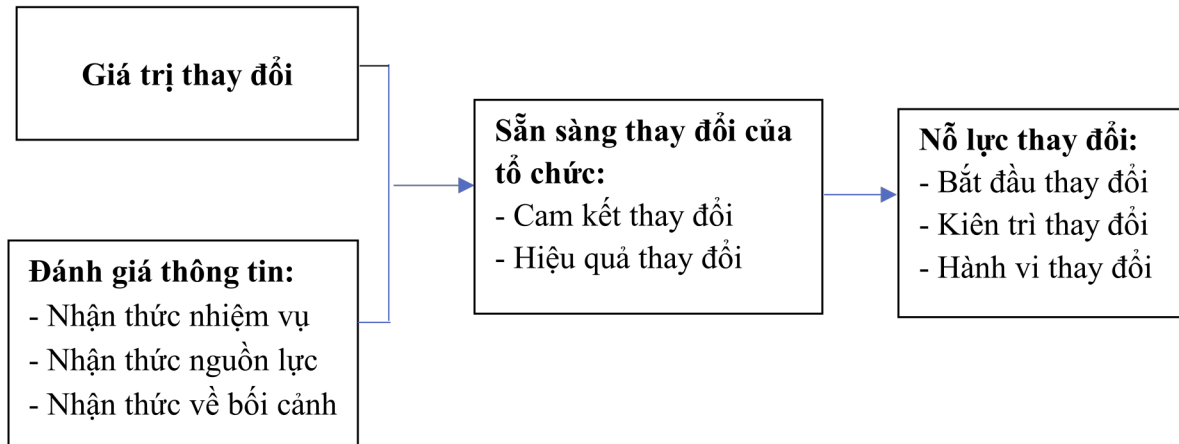 Giá trị thay đổi
Đánh giá thông tin:
- Nhận thức nhiệm vụ
- Nhận thức nguồn lực
- Nhận thức về bối cảnh
Sẵn sàng thay đổi của
tổ chức:
- Cam kết thay đổi
- Hiệu quả thay đổi
Nỗ lực thay đổi:
- Bắt đầu thay đổi
- Kiên trì thay đổi
- Hành vi thay đổi